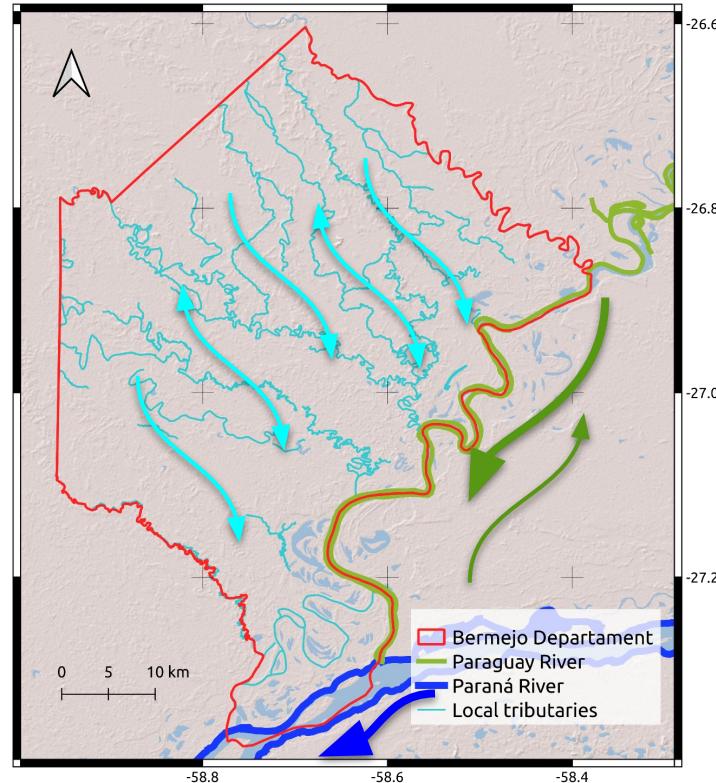 -26.6
-26.8
-27.0
-27.2
Bermejo Departament
Paraguay River
Paraná River
Local tributaries
0 5 10 km
-58.8 -58.6 -58.4